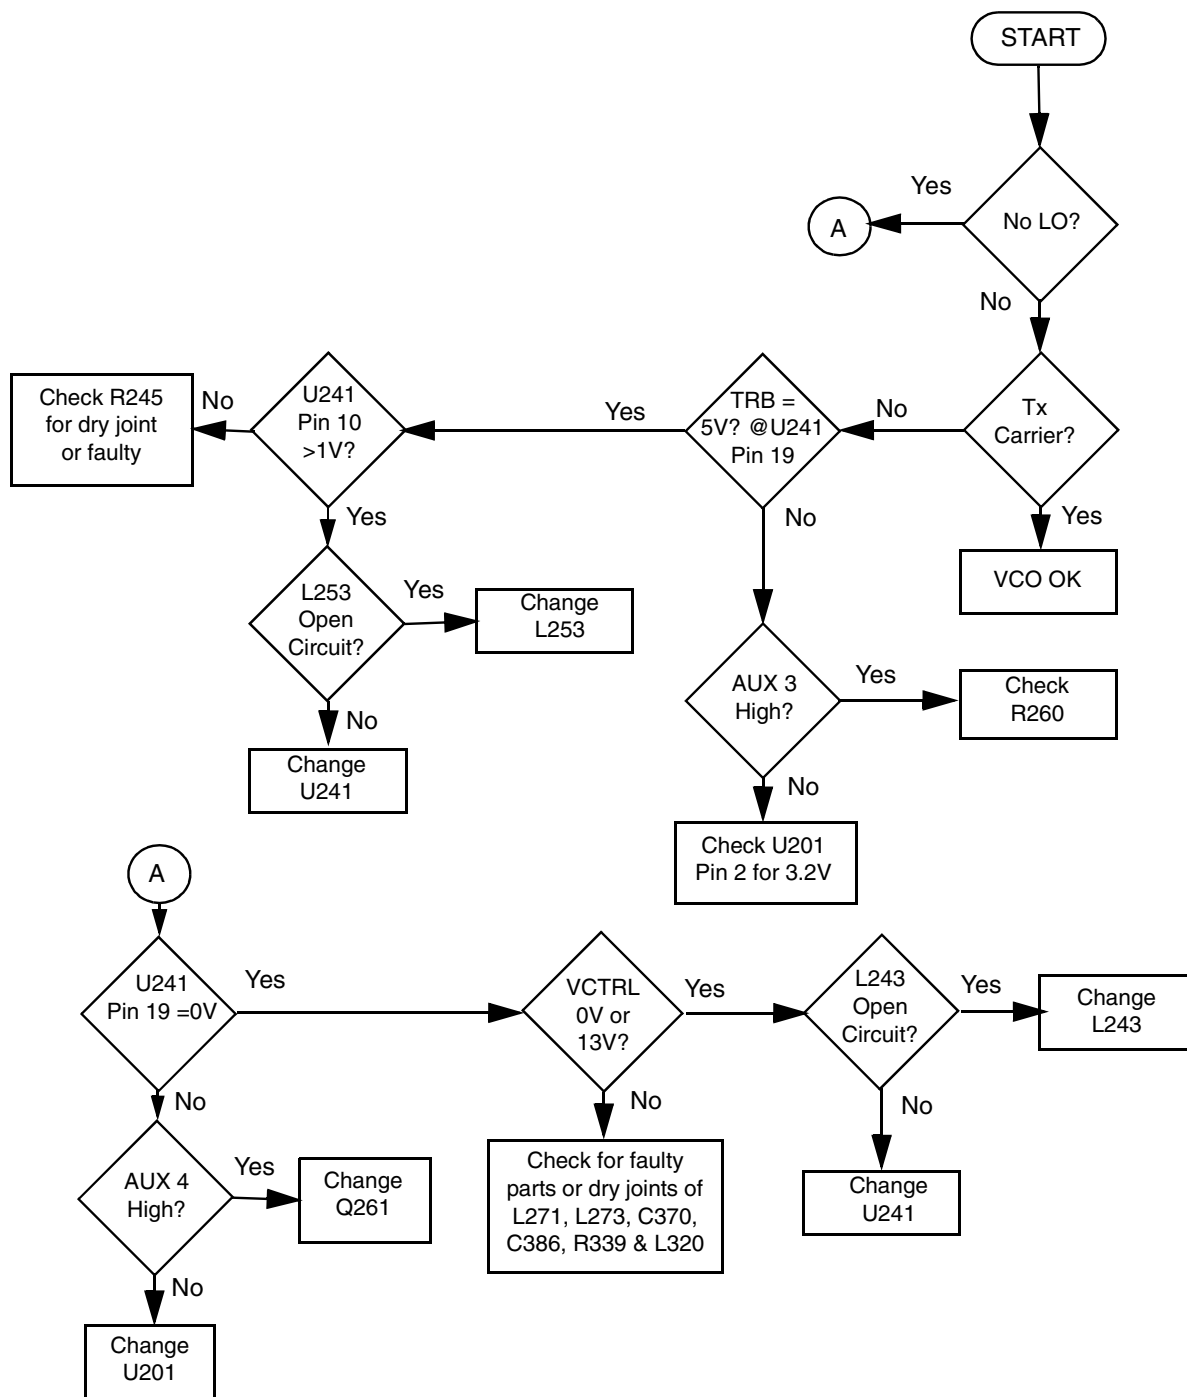 START
Yes
A
No LO?
No
Check R245
for dry joint
or faulty
No
U241
Pin 10
>1V?
Yes
TRB =
5V? @U241
Pin 19
No
Tx
Carrier?
Yes
No
Yes
VCO OK
L253
Open
Circuit?
Yes
Change
L253
No
Change
U241
AUX 3
High?
Yes
Check
R260
No
Check U201
Pin 2 for 3.2V
A
U241
Pin 19 =0V
Yes
VCTRL
0V or
13V?
Yes
L243
Open
Circuit?
Yes
Change
L243
No
No
No
AUX 4
High?
Yes
Change
Q261
Check for faulty
parts or dry joints of
L271, L273, C370,
C386, R339 & L320
Change
U241
No
Change
U201